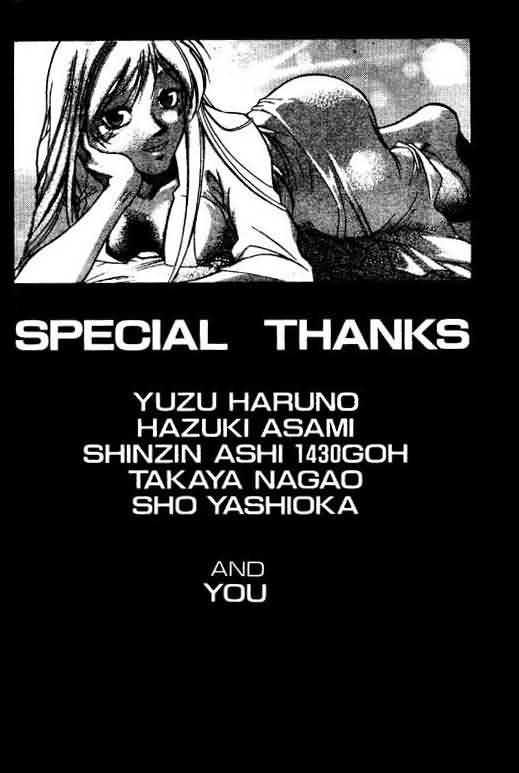 SPECIAL THANKS
YUZU HARUNO
HAZUKI ASAMI
SHINZIN ASHI 1430GOH
TAKAYA NAGAO
SHO YASHIOKA
AND
YOU